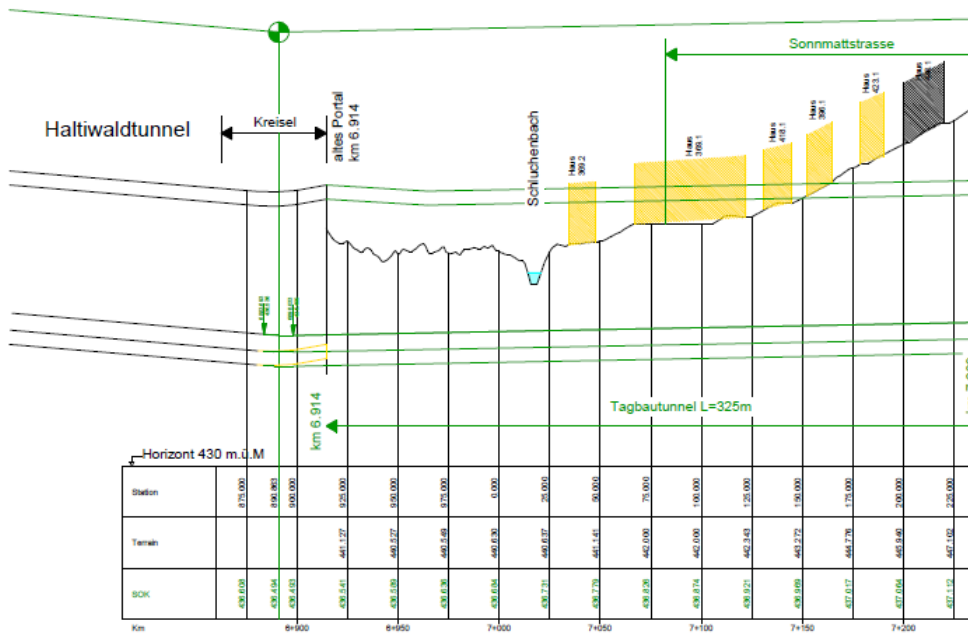 Sonnmattstrasse
Haltiwaldtunnel
Kreisel
altes Portal
km 6.914
Schluchenbach
Haus
369.2
Haus
369.1
Haus
418.1
Haus
396.1
Haus
423.1
Haus
km 6.914
Tagbautunnel L=325m
Horizont 430 m.ü.M
Station 875.000 890.863 900.000 925.000 950.000 975.000 0.000 25.000 50.000 75.000 100.000 125.000 150.000 175.000 200.000 225.000
Terrain 441.127 440.527 440.549 440.630 440.637 441.141 442.000 442.000 442.343 443.272 444.776 445.940 447.102
SOK 436.608 436.494 436.493 436.541 436.589 436.636 436.684 436.731 436.779 436.826 436.874 436.921 436.969 437.017 437.064 437.112
Km 6+900 6+950 7+000 7+050 7+100 7+150 7+200